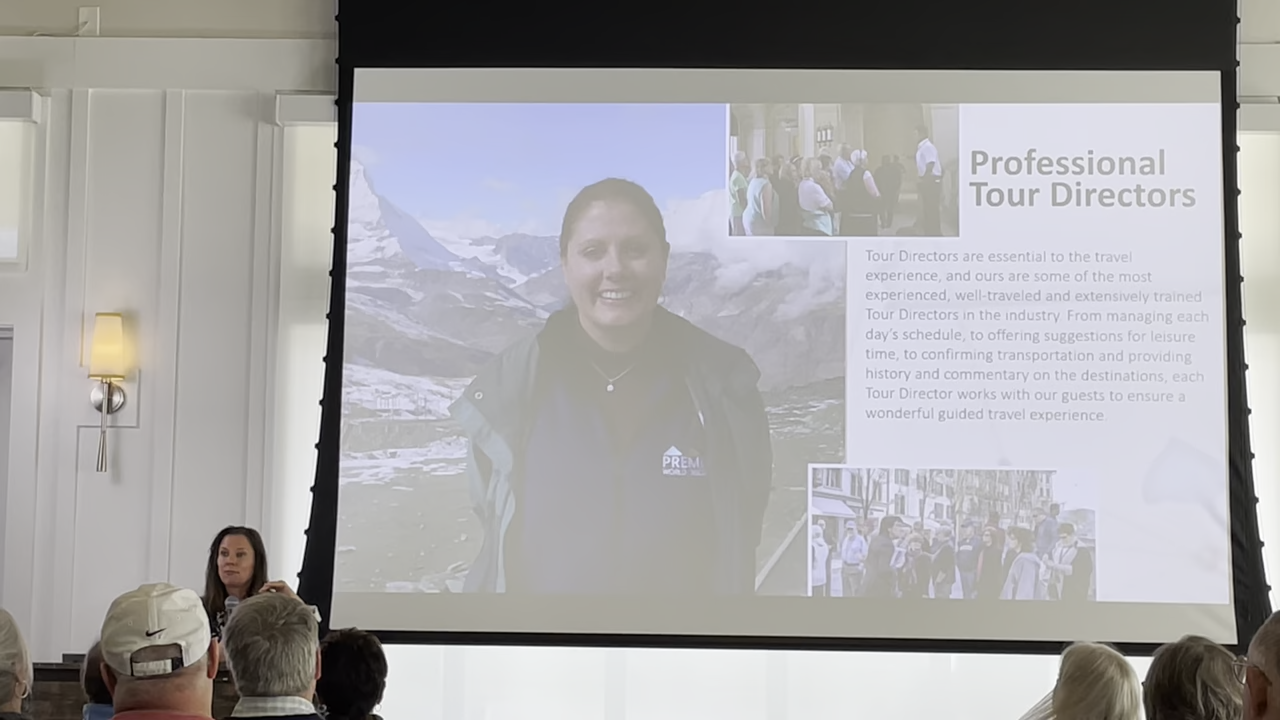 Professional
Tour Directors
Tour Directors are essential to the travel
experience, and ours are some of the most
experienced, well-traveled and extensively trained
Tour Directors in the industry. From managing each
day's schedule, to offering suggestions for leisure
time, to confirming transportation and providing
history and commentary on the destinations, each
Tour Director works with our guests to ensure a
wonderful guided travel experience.
PREMI
WORLD